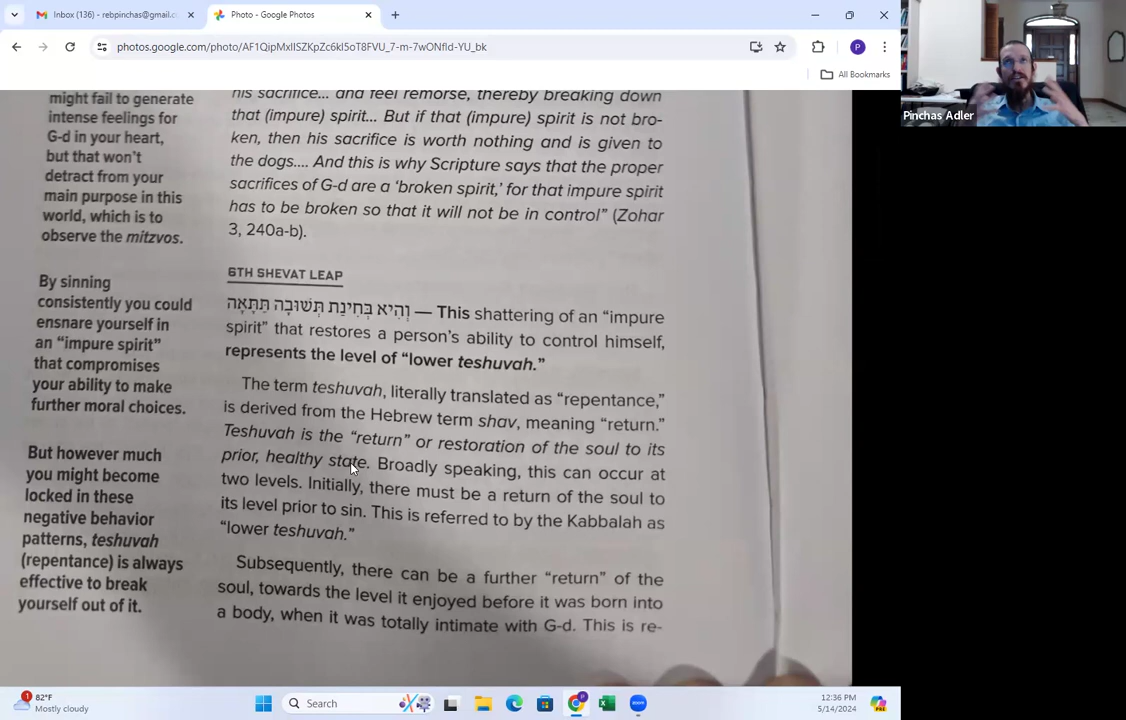 Inbox (136) - rebpinchas@gmail.c
Photo - Google Photos
photos.google.com/photo/AF1QipMxIlSZKpZc6kI5oT8FVU_7-m-7wONfId-YU_bk
P
All Bookmarks
Pinchas Adler
might fail to generate
intense feelings for
G-d in your heart,
but that won't
detract from your
main purpose in this
world, which is to
observe the mitzvos.
By sinning
consistently you could
ensnare yourself in
an “impure spirit”
that compromises
your ability to make
further moral choices.
But however much
you might become
locked in these
negative behavior
patterns, teshuvah
(repentance) is always
effective to break
yourself out of it.
his sacrifice... and feel remorse, thereby breaking down
that (impure) spirit... But if that (impure) spirit is not bro-
ken, then his sacrifice is worth nothing and is given to
the dogs.... And this is why Scripture says that the proper
sacrifices of G-d are a ‘broken spirit,’ for that impure spirit
has to be broken so that it will not be in control” (Zohar
3, 240a-b).
6TH SHEVAT LEAP
וְהִיא בְּחִינַת תְּשׁוּבָה תַּתָּאָה — This shattering of an “impure
spirit” that restores a person's ability to control himself,
represents the level of “lower teshuvah.”
The term teshuvah, literally translated as “repentance,”
is derived from the Hebrew term shav, meaning “return.”
Teshuvah is the “return” or restoration of the soul to its
prior, healthy state. Broadly speaking, this can occur at
two levels. Initially, there must be a return of the soul to
its level prior to sin. This is referred to by the Kabbalah as
“lower teshuvah.”
Subsequently, there can be a further “return” of the
soul, towards the level it enjoyed before it was born into
a body, when it was totally intimate with G-d. This is re-
1
82°F
Mostly cloudy
Search
zoom
12:36 PM
5/14/2024
PRE